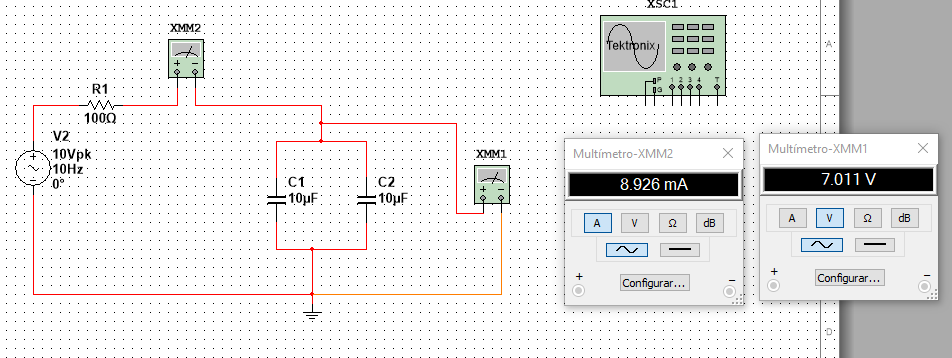 XSC1
XMM2
Tektronix
P
G
1 2 3 4 T
A
R1
100Ω
V2
10Vpk
10Hz
0°
C1
10µF
C2
10µF
XMM1
Multímetro-XMM2
8.926 mA
A V Ω dB
+ Configurar... −
Multímetro-XMM1
7.011 V
A V Ω dB
+ Configurar... −
D